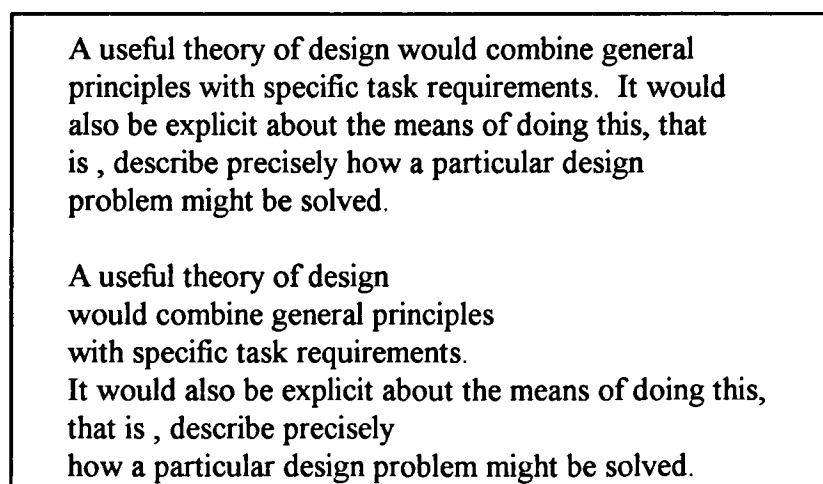 A useful theory of design would combine general
principles with specific task requirements.  It would
also be explicit about the means of doing this, that
is , describe precisely how a particular design
problem might be solved.

A useful theory of design
would combine general principles
with specific task requirements.
It would also be explicit about the means of doing this,
that is , describe precisely
how a particular design problem might be solved.